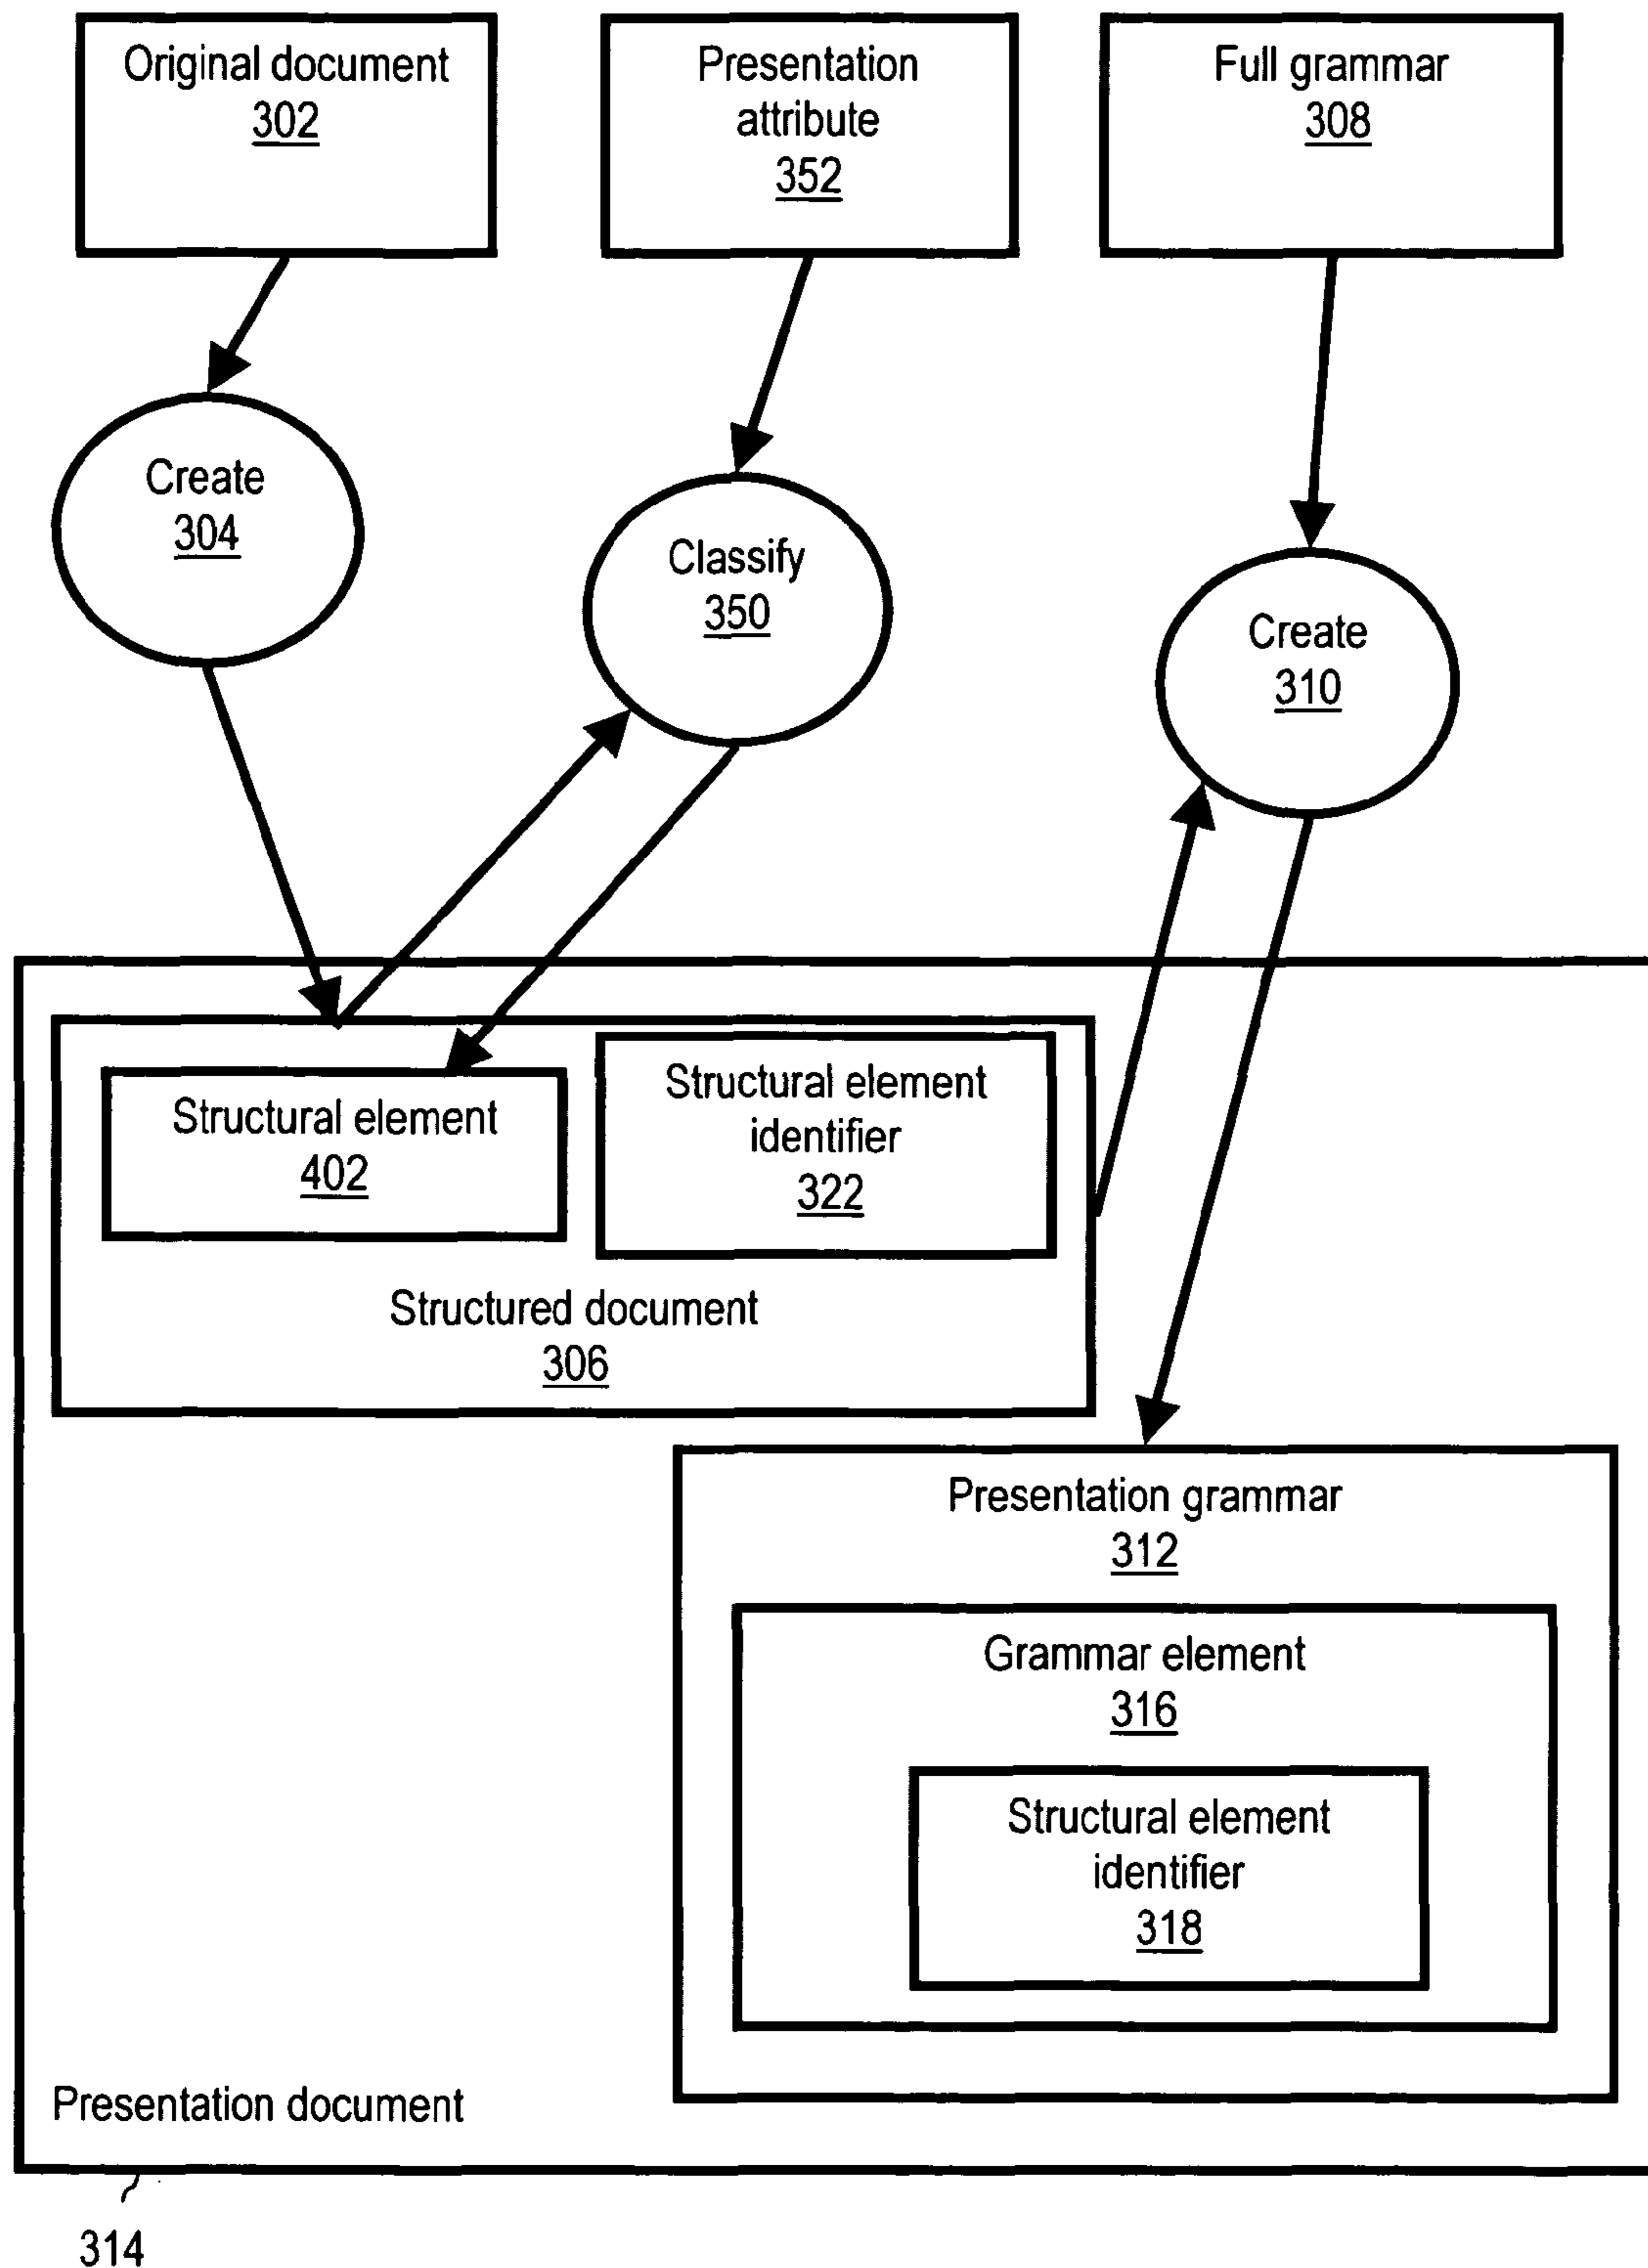 Original document
302
Presentation
attribute
352
Full grammar
308
Create
304
Classify
350
Create
310
Structural element
402
Structural element
identifier
322
Structured document
306
Presentation grammar
312
Grammar element
316
Structural element
identifier
318
Presentation document
314